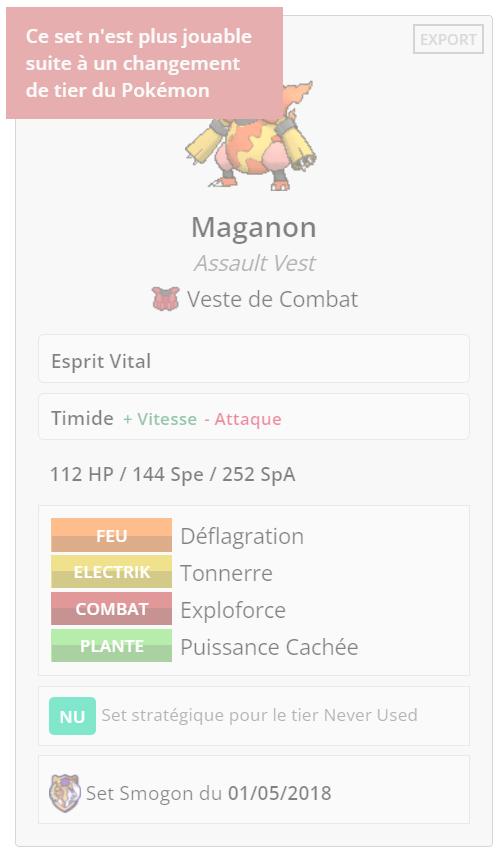 Ce set n'est plus jouable
suite à un changement
de tier du Pokémon
EXPORT
Maganon
Assault Vest
Veste de Combat
Esprit Vital
Timide + Vitesse - Attaque
112 HP / 144 Spe / 252 SpA
FEU Déflagration
ELECTRIK Tonnerre
COMBAT Exploforce
PLANTE Puissance Cachée
NU Set stratégique pour le tier Never Used
Set Smogon du 01/05/2018